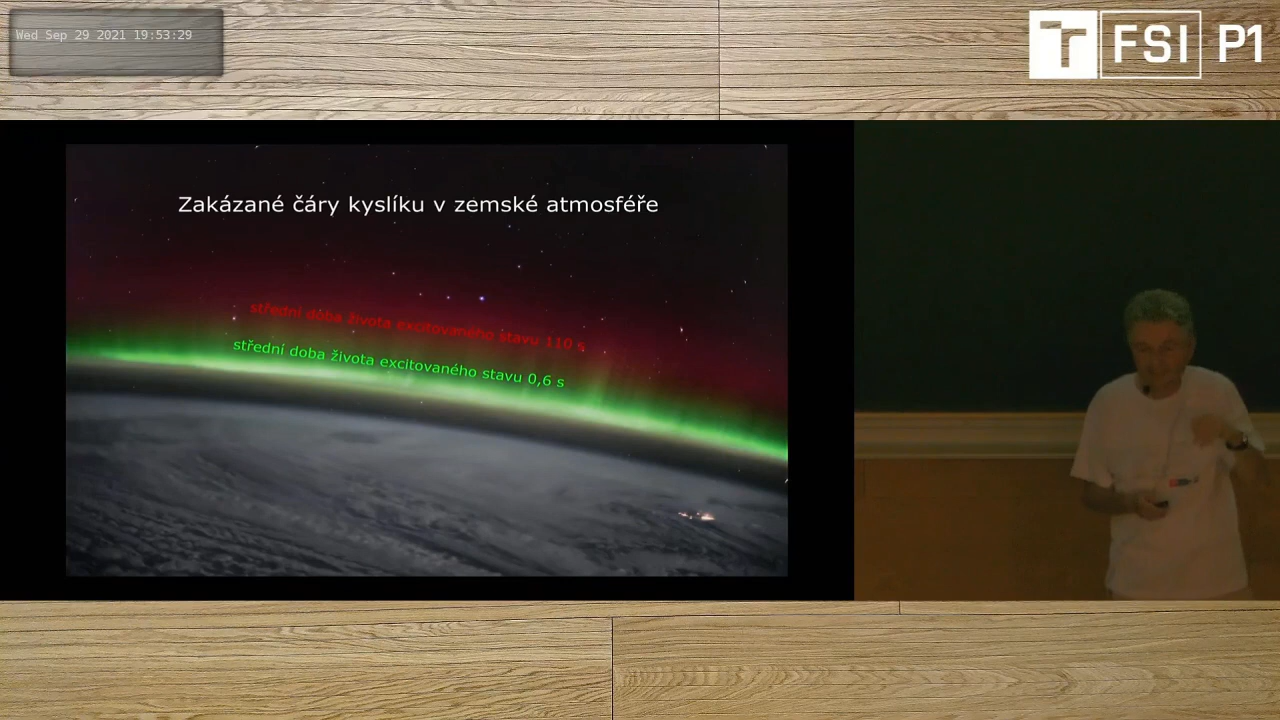 Wed Sep 29 2021 19:53:29
T FSI P1
Zakázané čáry kyslíku v zemské atmosféře
střední doba života excitovaného stavu 110 s
střední doba života excitovaného stavu 0,6 s